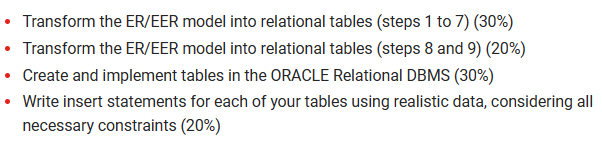 • Transform the ER/EER model into relational tables (steps 1 to 7) (30%)
• Transform the ER/EER model into relational tables (steps 8 and 9) (20%)
• Create and implement tables in the ORACLE Relational DBMS (30%)
• Write insert statements for each of your tables using realistic data, considering all
necessary constraints (20%)